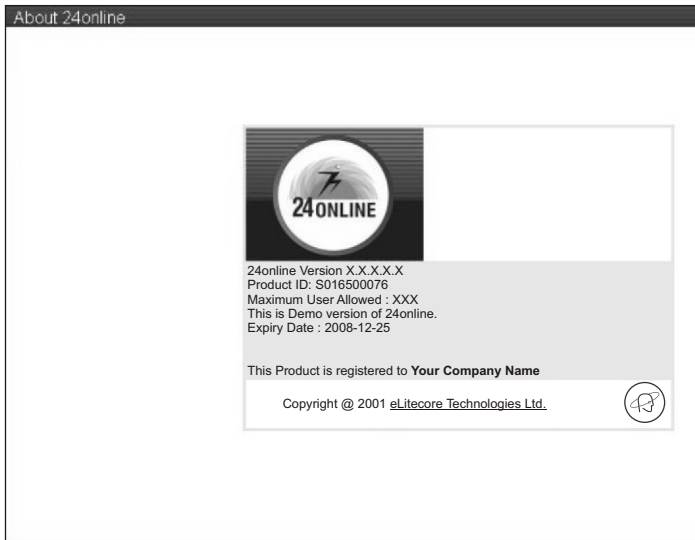 About 24online
24ONLINE
24online Version X.X.X.X.X
Product ID: S016500076
Maximum User Allowed : XXX
This is Demo version of 24online.
Expiry Date : 2008-12-25
This Product is registered to Your Company Name
Copyright @ 2001 eLitecore Technologies Ltd.